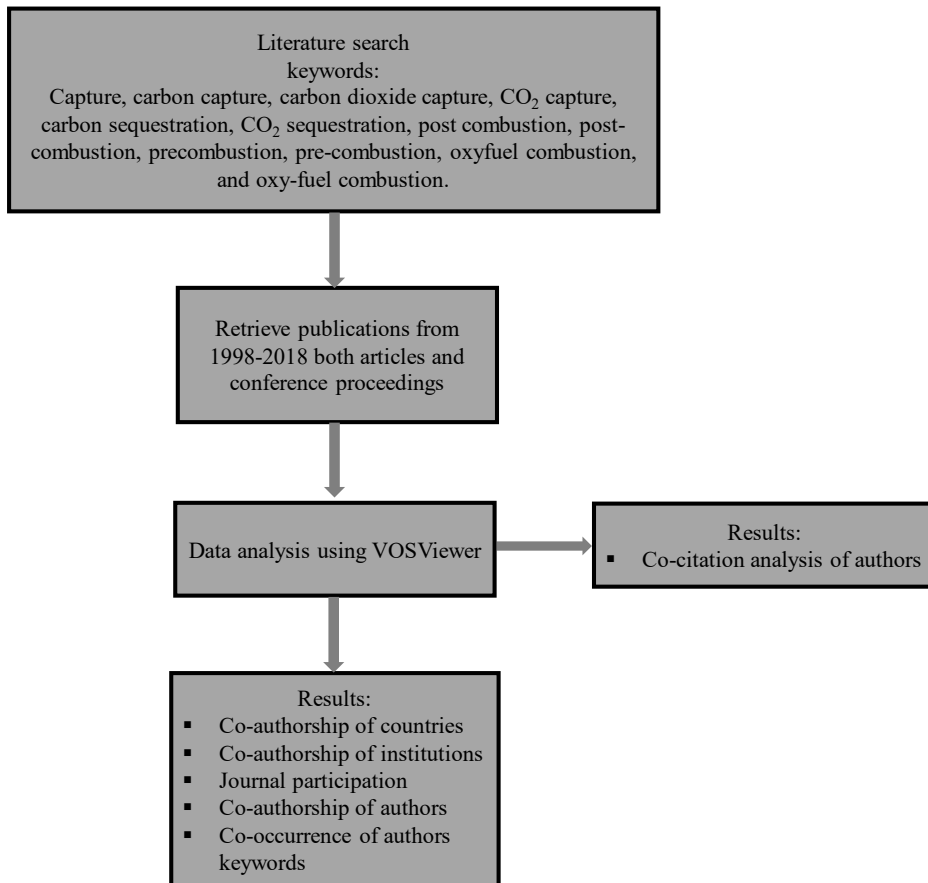 Literature search
keywords:
Capture, carbon capture, carbon dioxide capture, CO₂ capture,
carbon sequestration, CO₂ sequestration, post combustion, post-
combustion, precombustion, pre-combustion, oxyfuel combustion,
and oxy-fuel combustion.
Retrieve publications from
1998-2018 both articles and
conference proceedings
Data analysis using VOSViewer
Results:
▪ Co-citation analysis of authors
Results:
▪ Co-authorship of countries
▪ Co-authorship of institutions
▪ Journal participation
▪ Co-authorship of authors
▪ Co-occurrence of authors
keywords